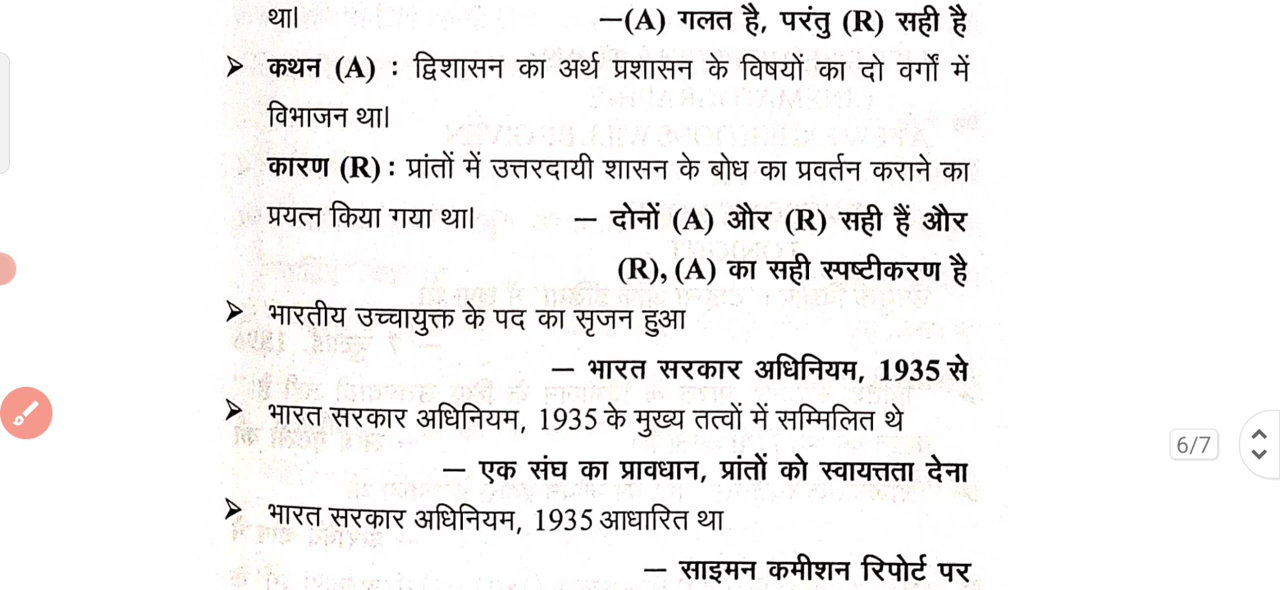 था।	–(A) गलत है, परंतु (R) सही है
➤ कथन (A) : द्विशासन का अर्थ प्रशासन के विषयों का दो वर्गों में
विभाजन था।
कारण (R) : प्रांतों में उत्तरदायी शासन के बोध का प्रवर्तन कराने का
प्रयत्न किया गया था। – दोनों (A) और (R) सही हैं और
(R), (A) का सही स्पष्टीकरण है
➤ भारतीय उच्चायुक्त के पद का सृजन हुआ
– भारत सरकार अधिनियम, 1935 से
➤ भारत सरकार अधिनियम, 1935 के मुख्य तत्वों में सम्मिलित थे
– एक संघ का प्रावधान, प्रांतों को स्वायत्तता देना
6/7
➤ भारत सरकार अधिनियम, 1935 आधारित था
– साइमन कमीशन रिपोर्ट पर